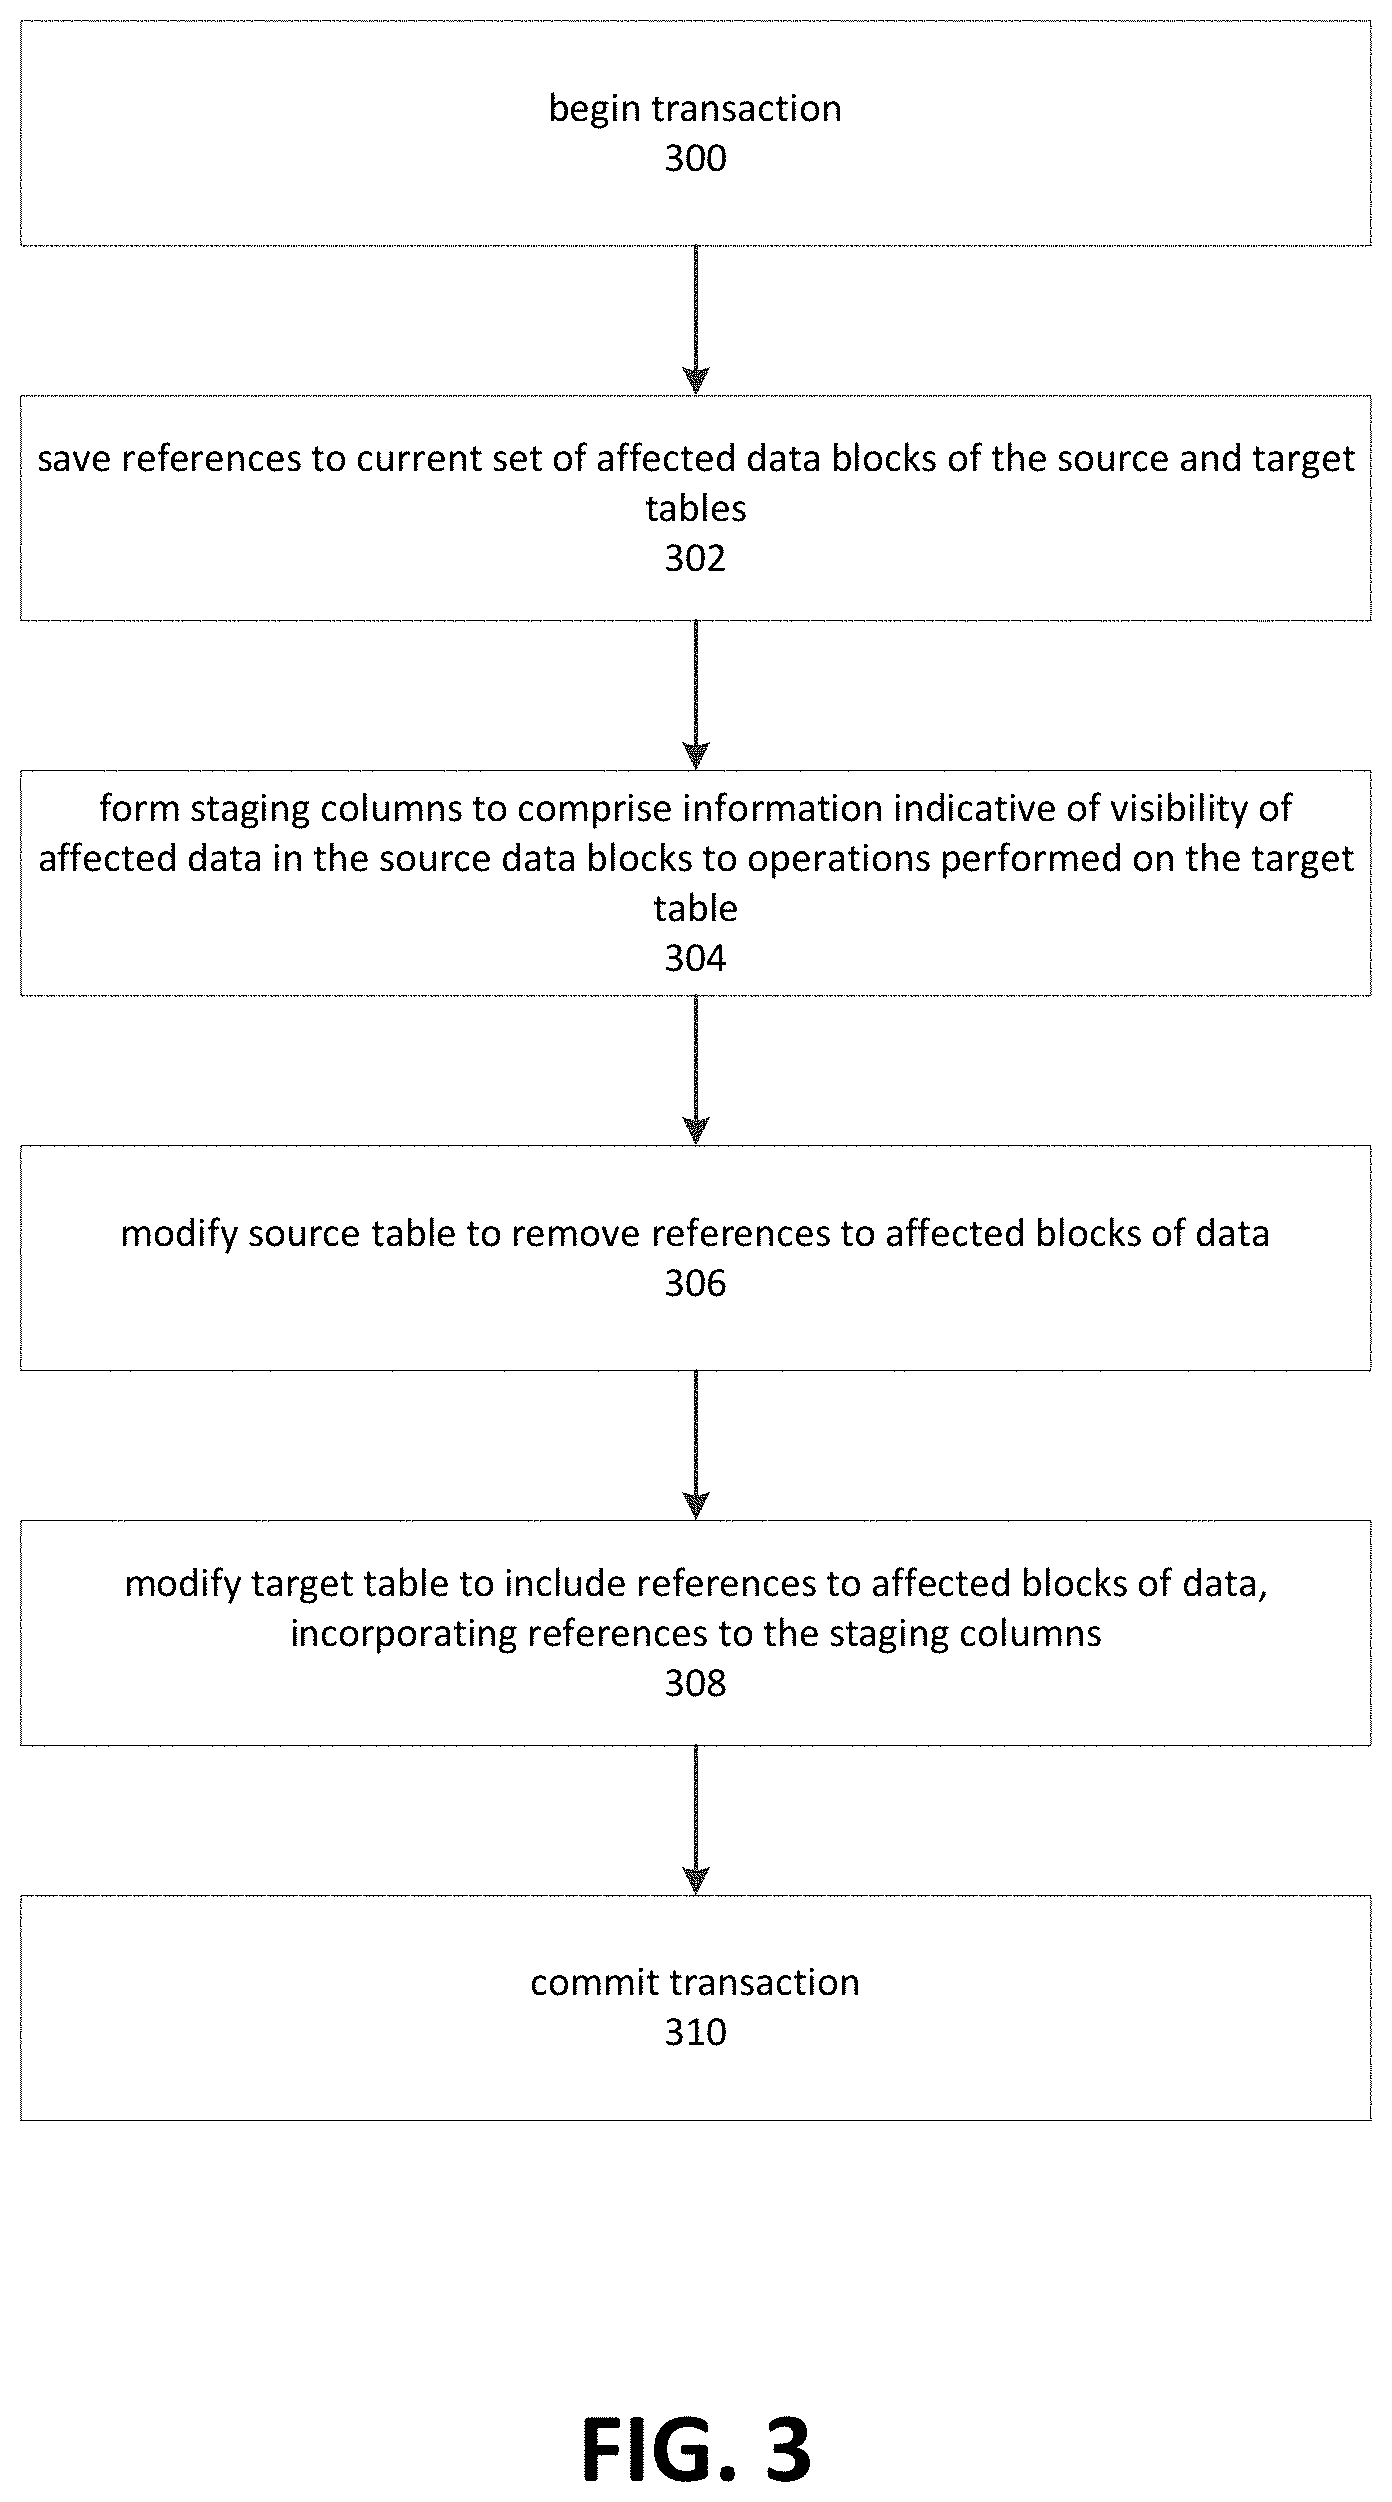 begin transaction
300
save references to current set of affected data blocks of the source and target
tables
302
form staging columns to comprise information indicative of visibility of
affected data in the source data blocks to operations performed on the target
table
304
modify source table to remove references to affected blocks of data
306
modify target table to include references to affected blocks of data,
incorporating references to the staging columns
308
commit transaction
310
FIG. 3